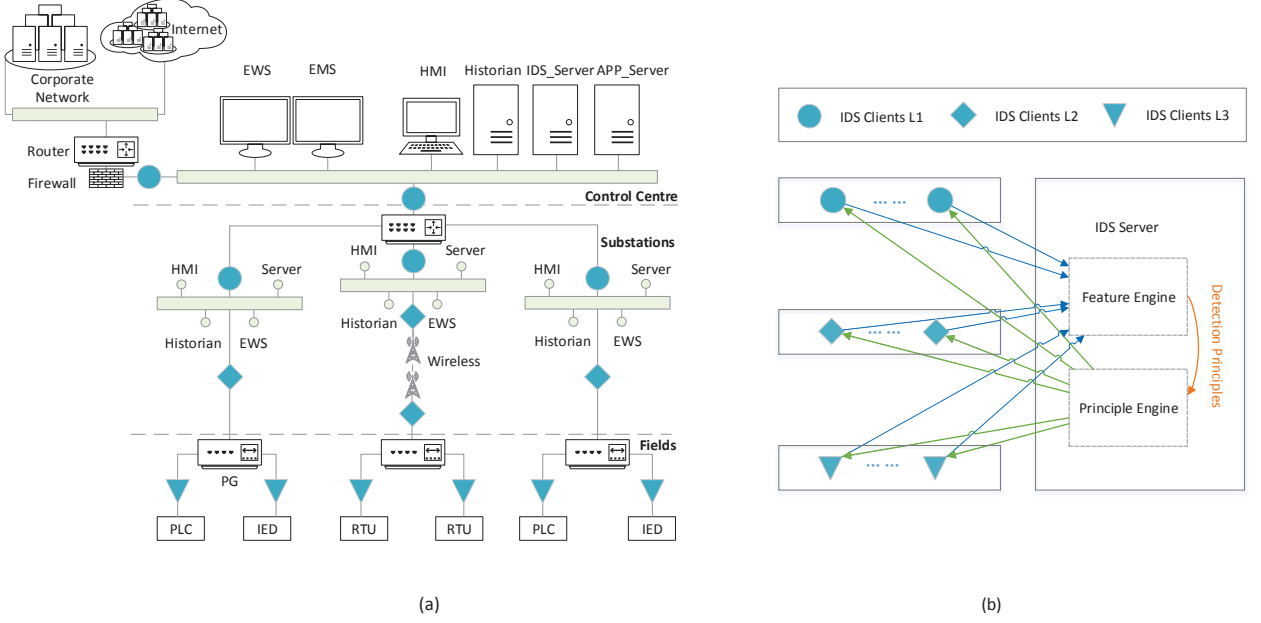 Internet
Corporate
Network
EWS
EMS
HMI
Historian
IDS_Server
APP_Server
Router
Firewall
Control Centre
Substations
HMI
Server
HMI
Server
HMI
Server
Historian
EWS
Historian
EWS
Historian
EWS
Wireless
Fields
PG
PLC
IED
RTU
RTU
PLC
IED
(a)
IDS Clients L1
IDS Clients L2
IDS Clients L3
... ...
IDS Server
Feature Engine
... ...
Detection Principles
Principle Engine
... ...
(b)